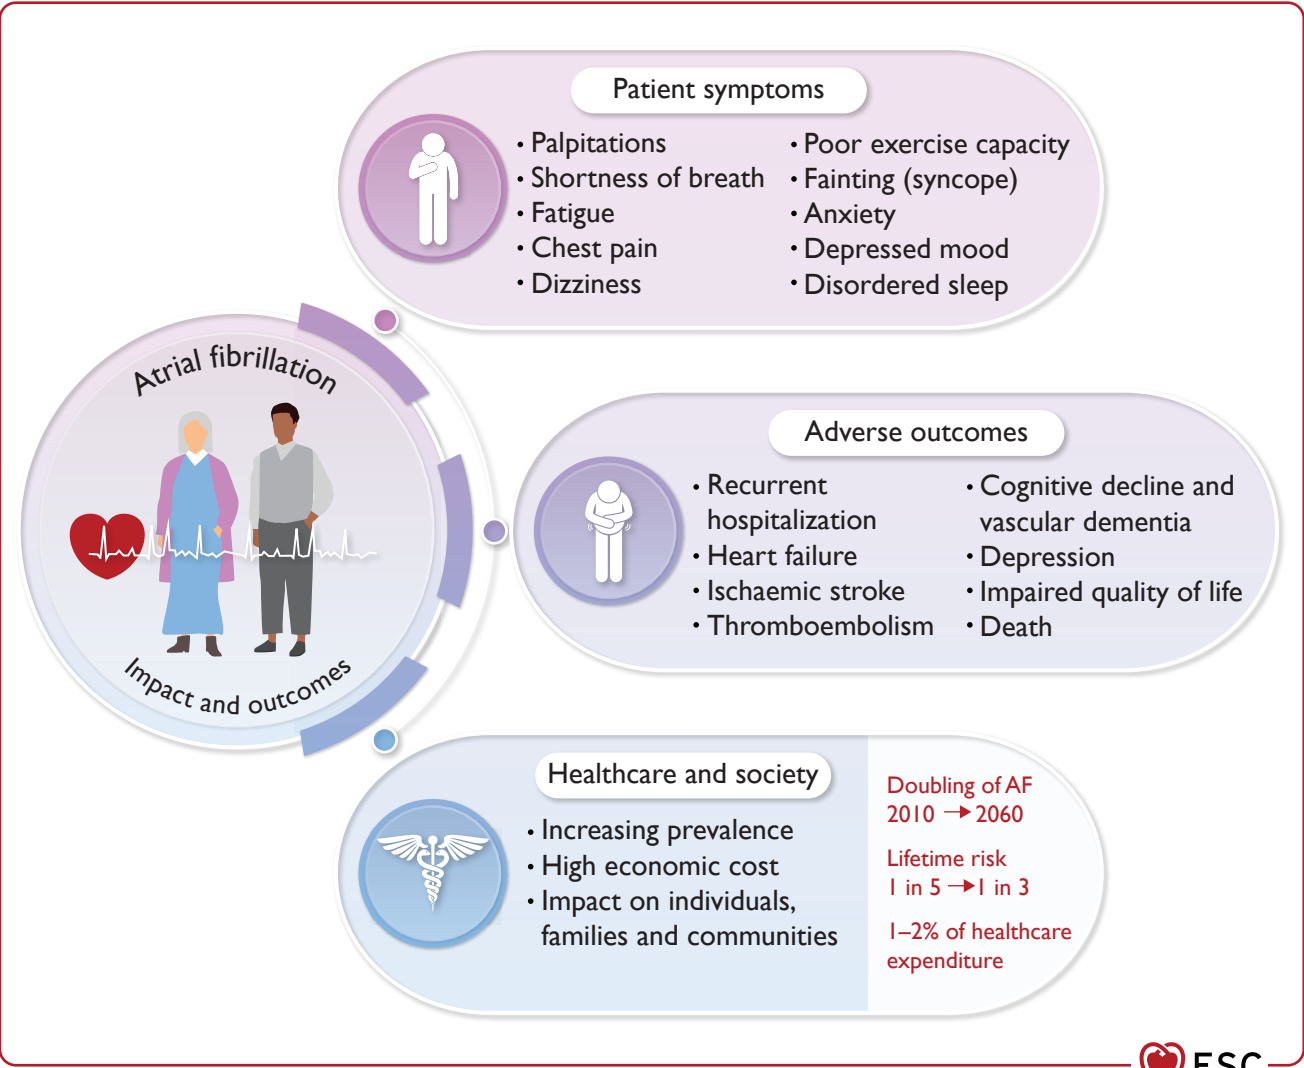 Atrial fibrillation
Impact and outcomes
Patient symptoms
• Palpitations
• Shortness of breath
• Fatigue
• Chest pain
• Dizziness
• Poor exercise capacity
• Fainting (syncope)
• Anxiety
• Depressed mood
• Disordered sleep
Adverse outcomes
• Recurrent
hospitalization
• Heart failure
• Ischaemic stroke
• Thromboembolism
• Cognitive decline and
vascular dementia
• Depression
• Impaired quality of life
• Death
Healthcare and society
• Increasing prevalence
• High economic cost
• Impact on individuals,
families and communities
Doubling of AF
2010 → 2060
Lifetime risk
1 in 5 → 1 in 3
1–2% of healthcare
expenditure
ESC